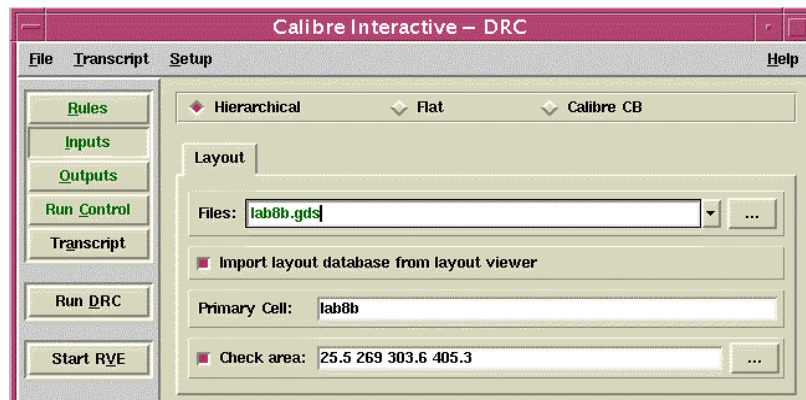 Calibre Interactive – DRC
File Transcript Setup Help
Rules
Inputs
Outputs
Run Control
Transcript
Run DRC
Start RVE
Hierarchical Flat Calibre CB
Layout
Files: lab8b.gds ...
Import layout database from layout viewer
Primary Cell: lab8b
Check area: 25.5 269 303.6 405.3 ...